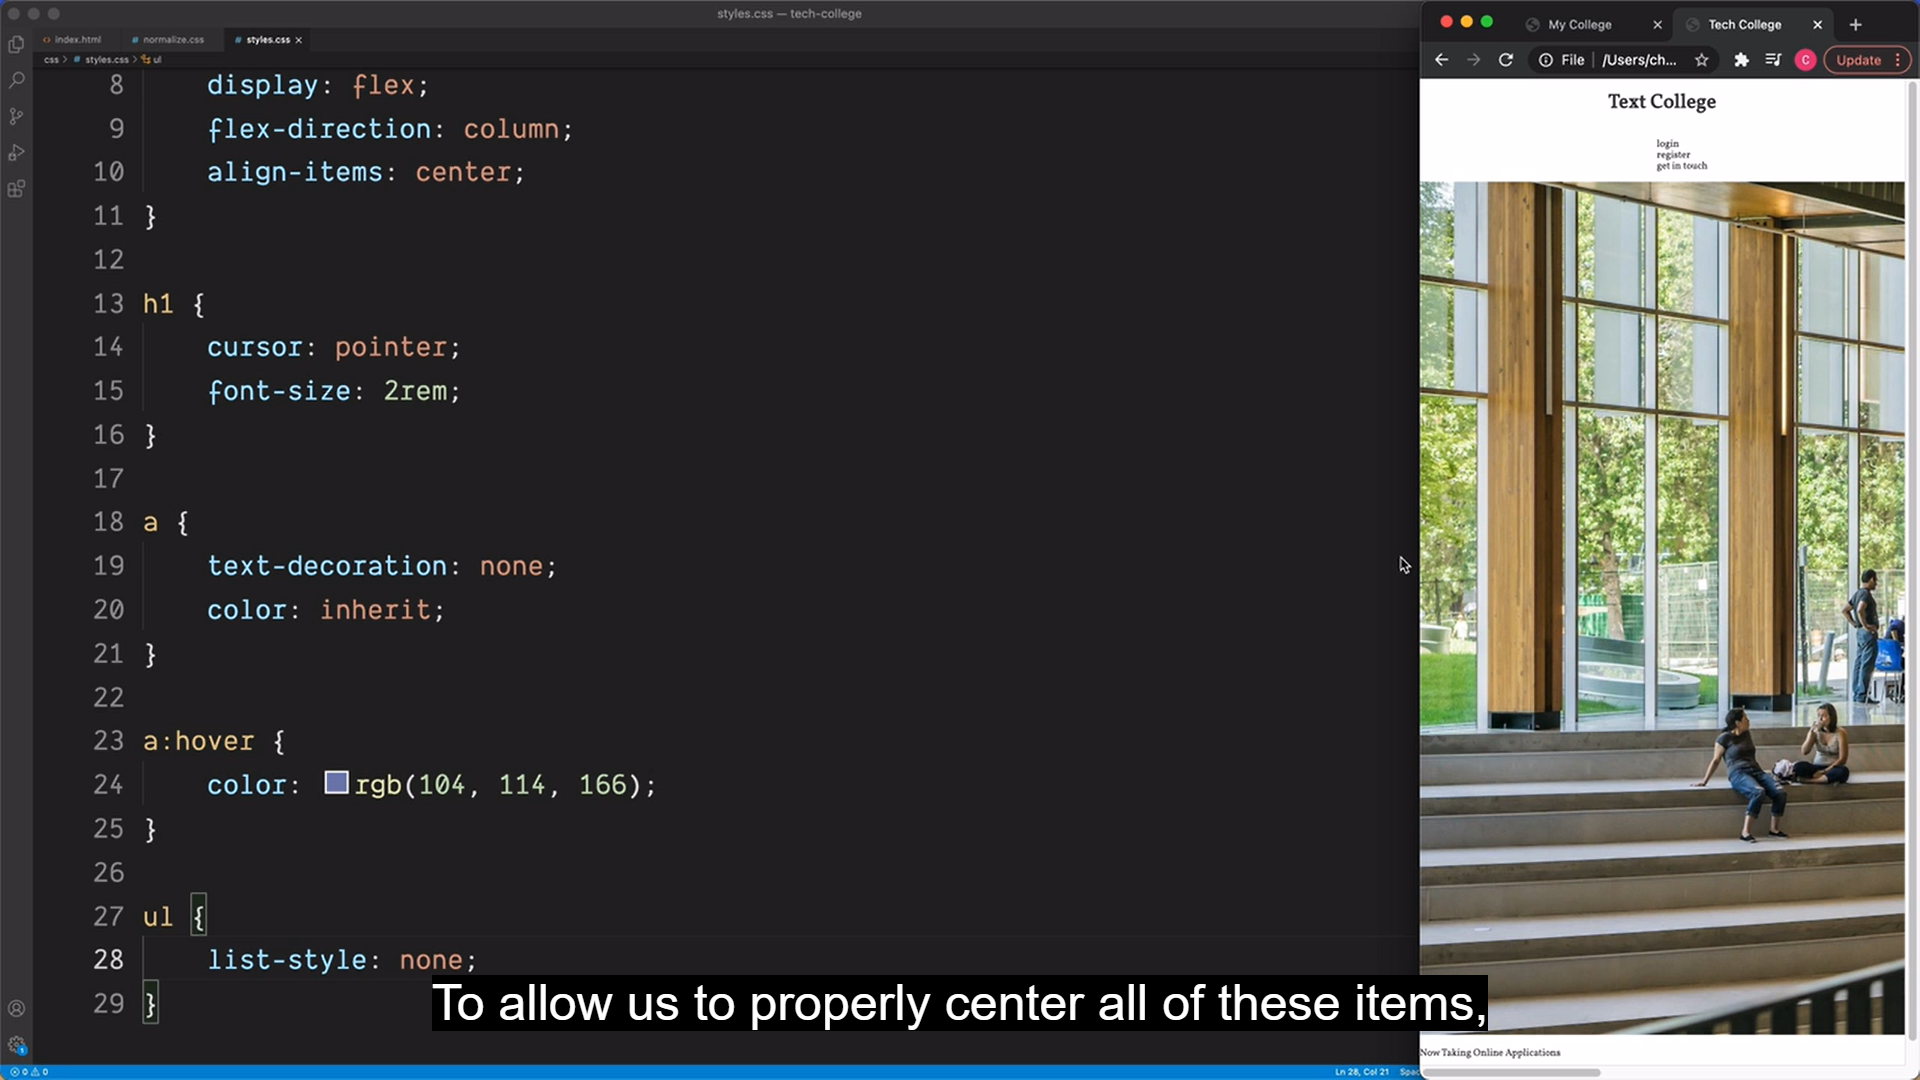 styles.css — tech-college
index.html
normalize.css
styles.css
css > styles.css > ul
8 display: flex;
9 flex-direction: column;
10 align-items: center;
11 }
12
13 h1 {
14 cursor: pointer;
15 font-size: 2rem;
16 }
17
18 a {
19 text-decoration: none;
20 color: inherit;
21 }
22
23 a:hover {
24 color: rgb(104, 114, 166);
25 }
26
27 ul {
28 list-style: none;
29 }
0 0
Ln 28, Col 21
My College
Tech College
File
/Users/ch...
C
Update
Text College
login
register
get in touch
Now Taking Online Applications
To allow us to properly center all of these items,